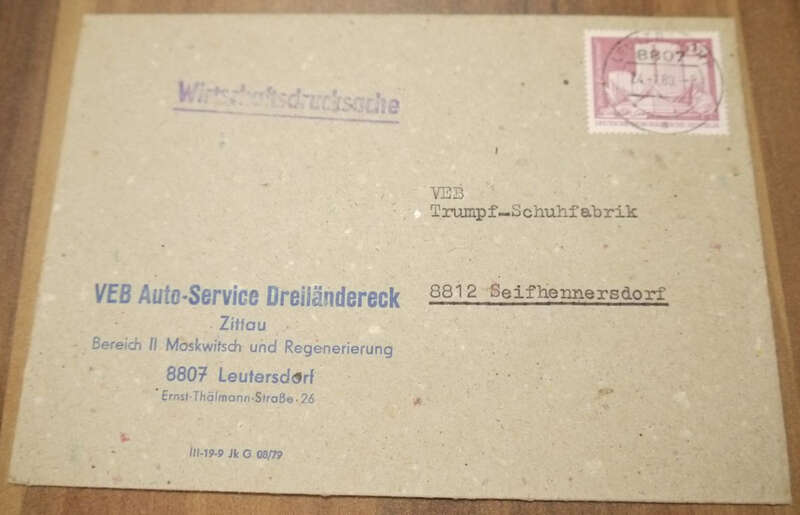 Wirtschaftsdrucksache
8807
VEB
Trumpf-Schuhfabrik
8812 Seifhennersdorf
VEB Auto-Service Dreiländereck
Zittau
Bereich II Moskwitsch und Regenerierung
8807 Leutersdorf
Ernst-Thälmann-Straße 26
III-19-9 Jk G 08/79